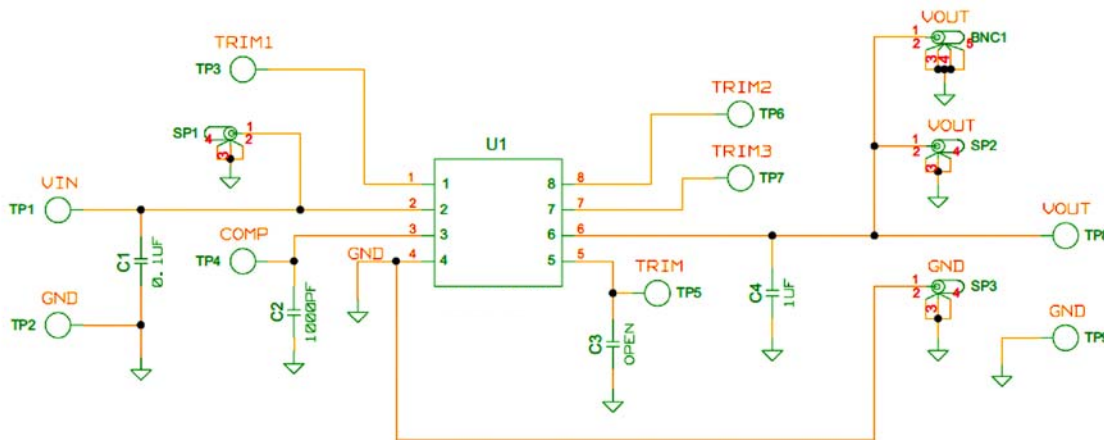 VOUT
1
2
BNC1
5
3
4
TRIM1
TP3
TRIM2
TP6
SP1
4
1
2
3
VOUT
1
2
SP2
4
3
U1
TRIM3
TP7
1 1
8 8
VIN
TP1
2 2
7 7
COMP
TP4
3 3
6 6
VOUT
C1
0.1UF
GND
4 4
5 5
TRIM
TP5
GND
1
2
SP3
4
3
GND
TP2
C2
1000PF
C3
OPEN
C4
1UF
GND